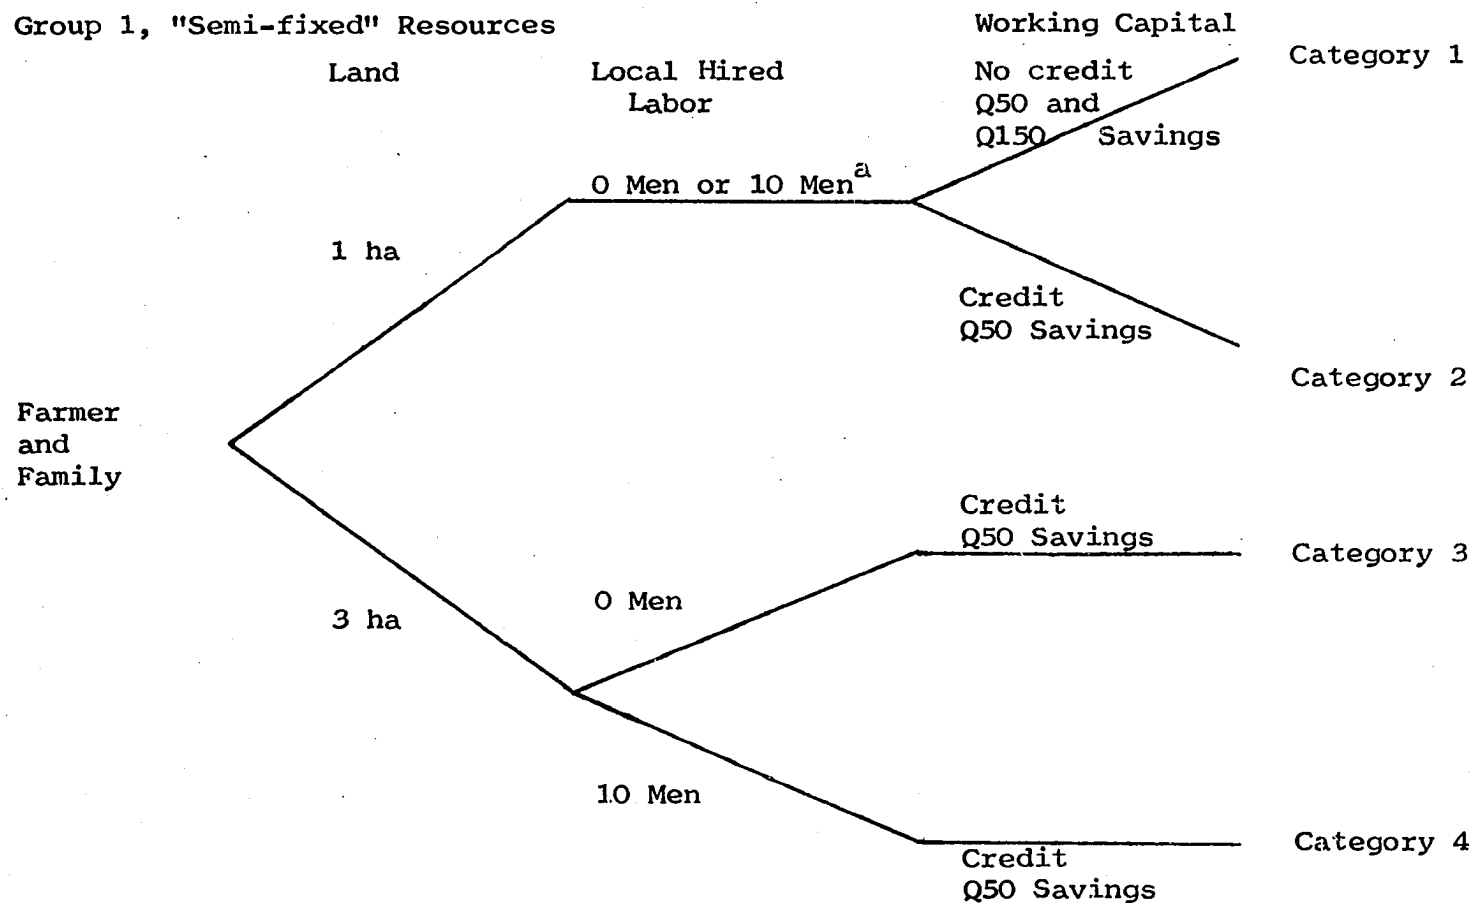 Group 1, "Semi-fixed" Resources
Working Capital
Land
Local Hired
Labor
No credit
Q50 and
Q150 Savings
Category 1
0 Men or 10 Men^a
1 ha
Credit
Q50 Savings
Category 2
Farmer
and
Family
Credit
Q50 Savings
Category 3
0 Men
3 ha
10 Men
Category 4
Credit
Q50 Savings